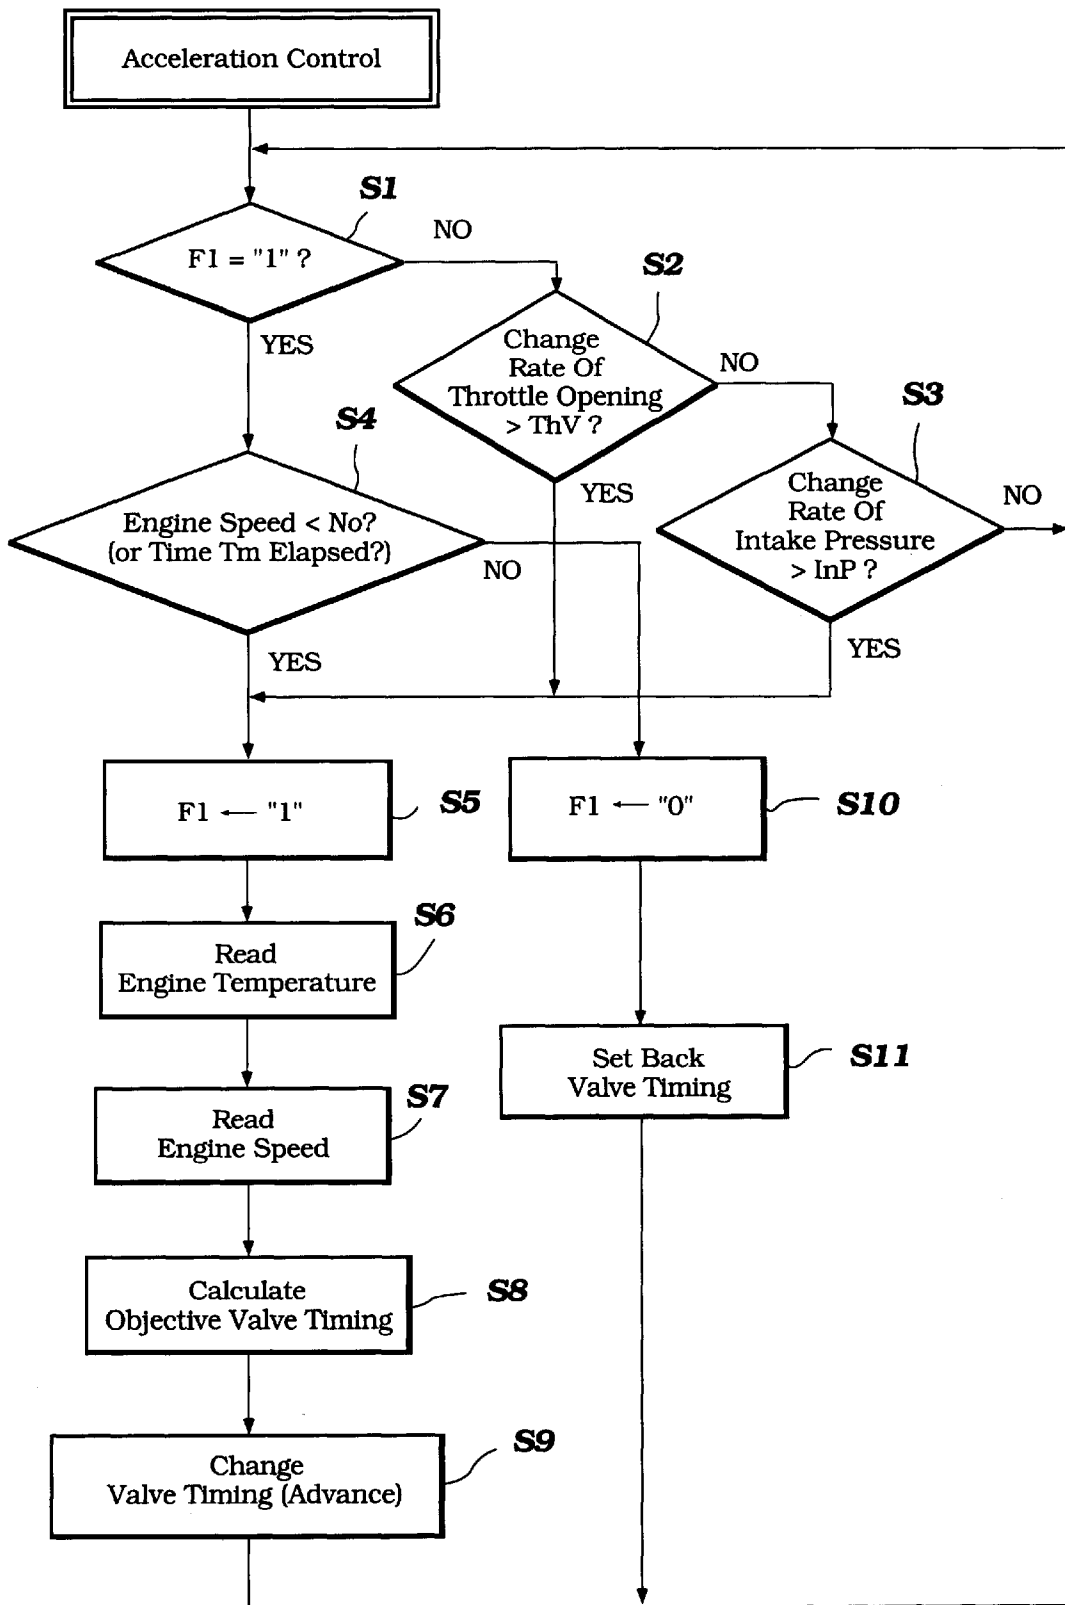 Acceleration Control
S1
F1 = "1" ?
NO
YES
S2
Change
Rate Of
Throttle Opening
> ThV ?
NO
YES
S3
Change
Rate Of
Intake Pressure
> InP ?
NO
YES
S4
Engine Speed < No?
(or Time Tm Elapsed?)
NO
YES
F1 ← "1"
S5
F1 ← "0"
S10
S6
Read
Engine Temperature
Set Back
Valve Timing
S11
S7
Read
Engine Speed
Calculate
Objective Valve Timing
S8
Change
Valve Timing (Advance)
S9